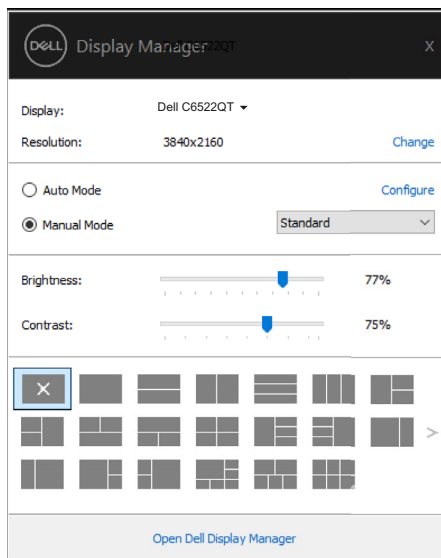 DELL Display Manager
X
Display: Dell C6522QT
Resolution: 3840x2160 Change
Auto Mode Configure
Manual Mode Standard
Brightness: 77%
Contrast: 75%
Open Dell Display Manager